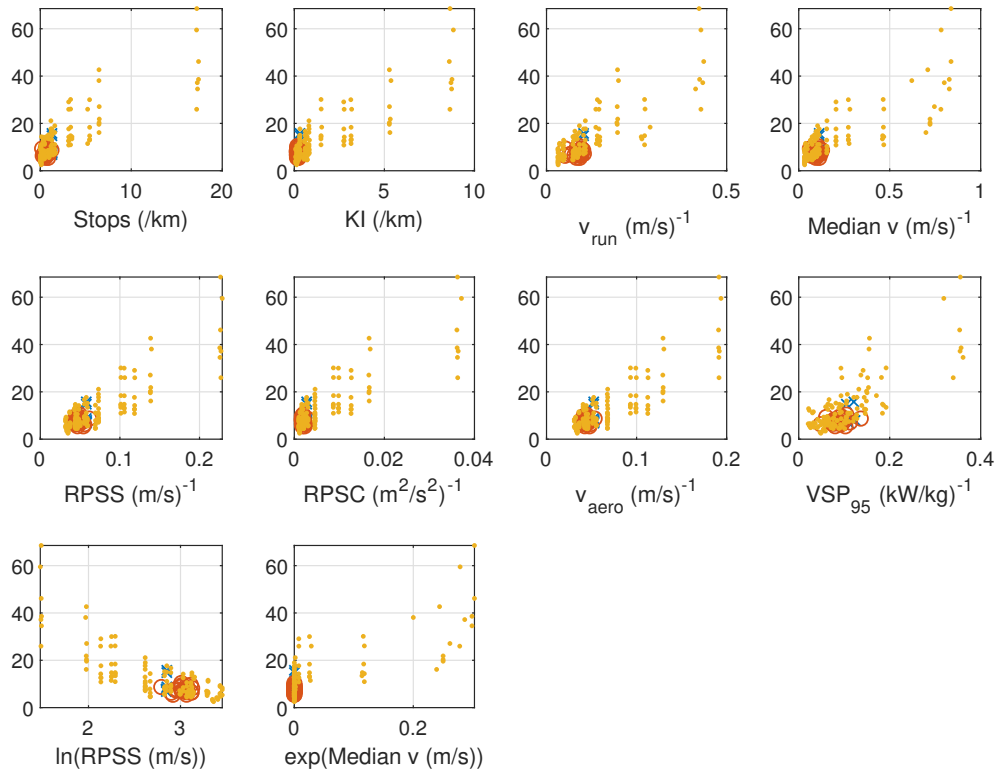 60
40
20
0
0 10 20
Stops (/km)
60
40
20
0
0 5 10
KI (/km)
60
40
20
0
0 0.5
v_run (m/s)^-1
60
40
20
0
0 0.5 1
Median v (m/s)^-1
60
40
20
0
0 0.1 0.2
RPSS (m/s)^-1
60
40
20
0
0 0.02 0.04
RPSC (m^2/s^2)^-1
60
40
20
0
0 0.1 0.2
v_aero (m/s)^-1
60
40
20
0
0 0.2 0.4
VSP_95 (kW/kg)^-1
60
40
20
0
2 3
ln(RPSS (m/s))
60
40
20
0
0 0.2
exp(Median v (m/s))